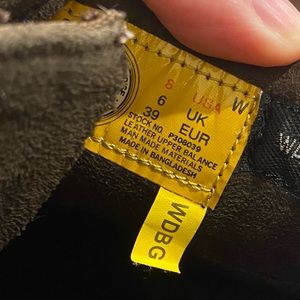 8 USA W
6 UK
39 EUR
STOCK NO. P308039
LEATHER UPPER BALANCE
MAN MADE MATERIALS
MADE IN BANGLADESH
WDBG